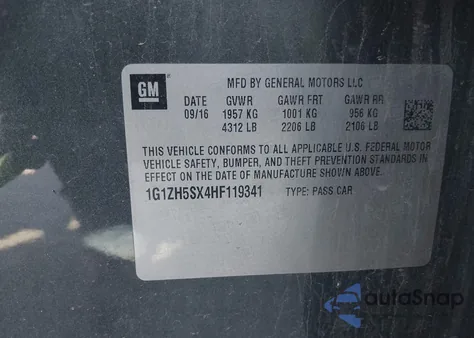 GM
MFD BY GENERAL MOTORS LLC
DATE 09/16 GVWR GAWR FRT GAWR RR
1957 KG 1001 KG 956 KG
4312 LB 2206 LB 2106 LB
THIS VEHICLE CONFORMS TO ALL APPLICABLE U.S. FEDERAL MOTOR
VEHICLE SAFETY, BUMPER, AND THEFT PREVENTION STANDARDS IN
EFFECT ON THE DATE OF MANUFACTURE SHOWN ABOVE.
1G1ZH5SX4HF119341 TYPE: PASS CAR
autoSnap